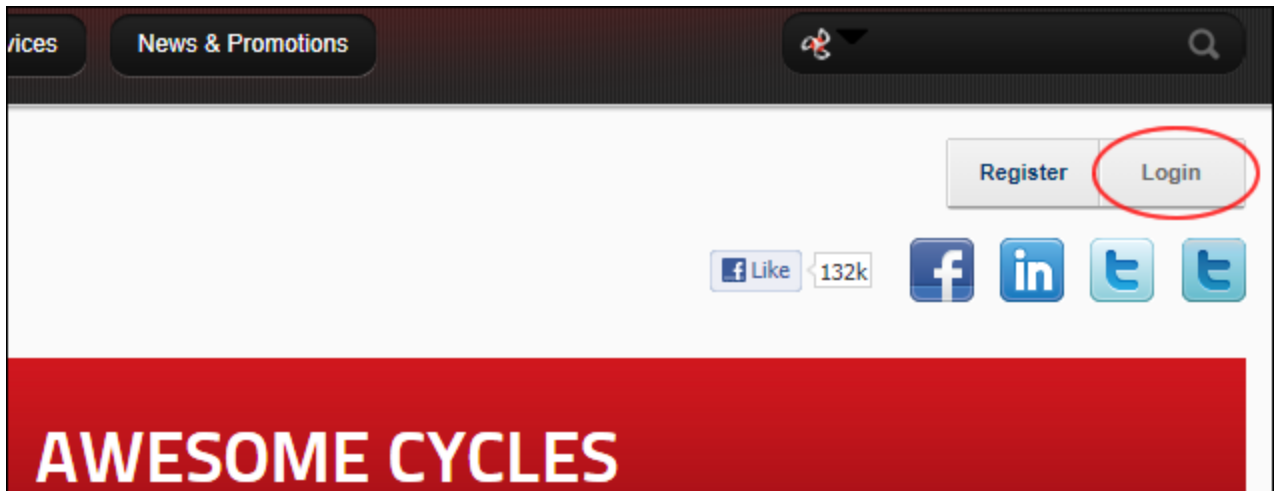 vices News & Promotions
Register Login
Like 132k
AWESOME CYCLES